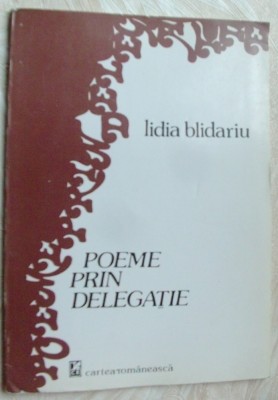 lidia blidariu
POEME
PRIN
DELEGAȚIE
cartea românească